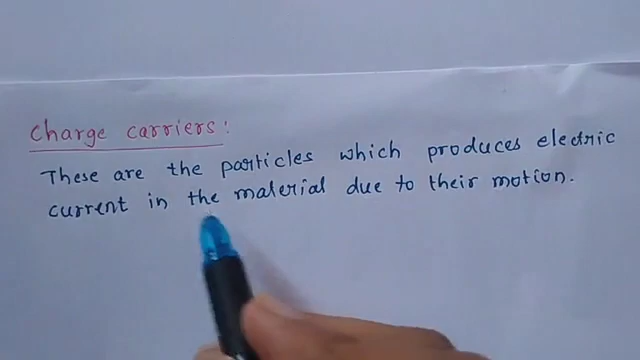 Charge carriers:
These are the particles which produces electric
current in the material due to their motion.